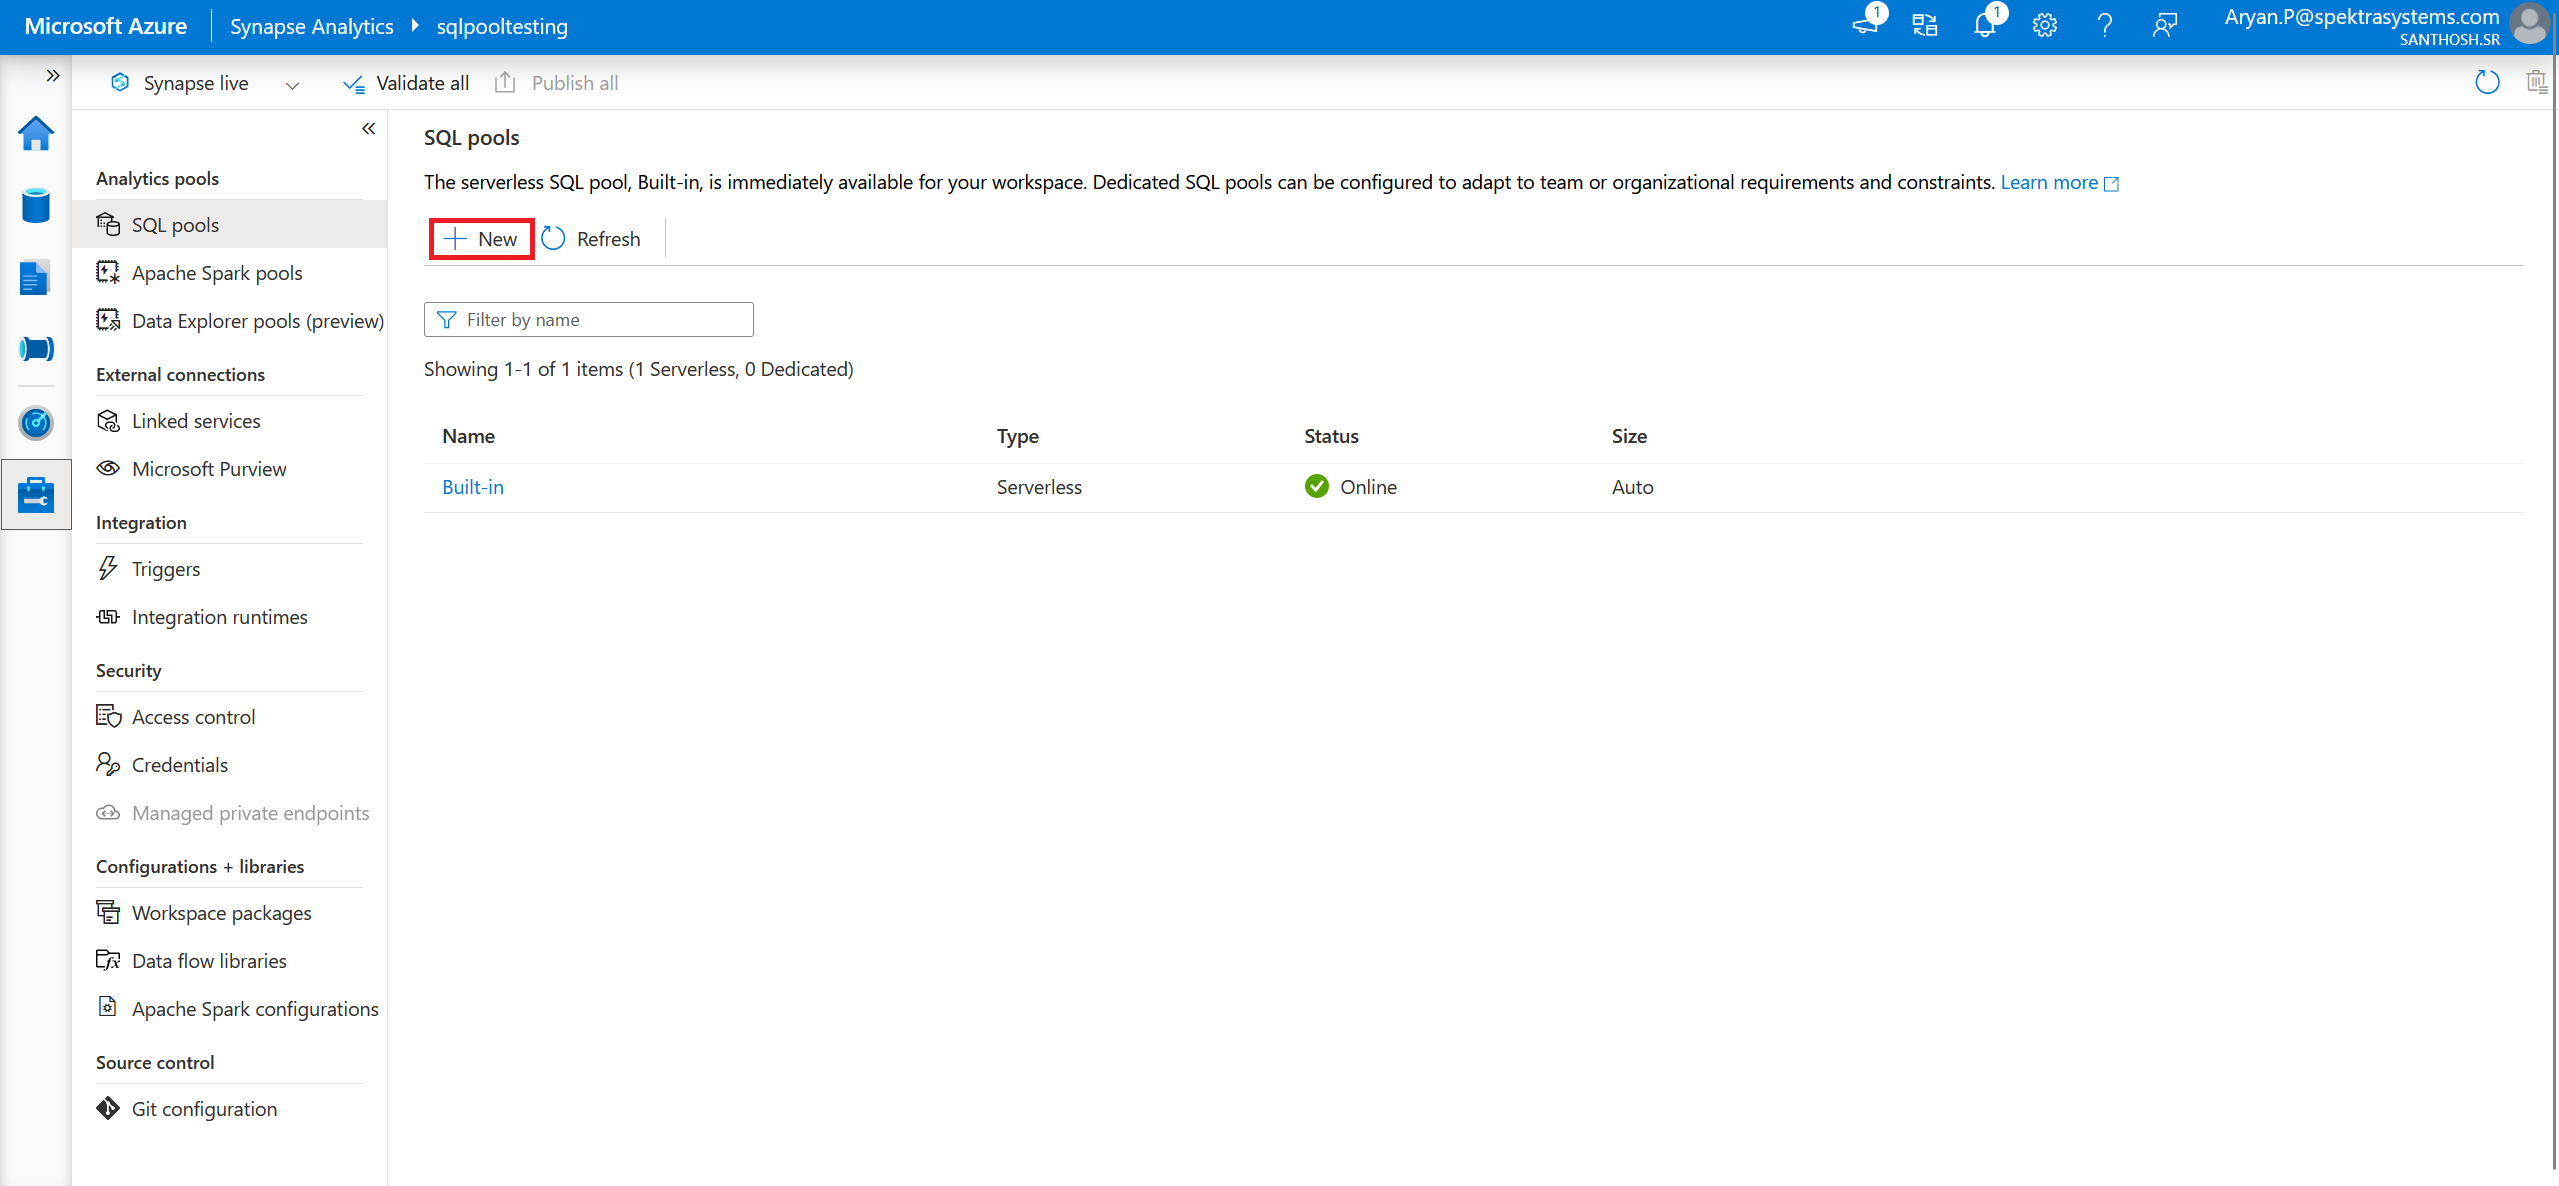 Microsoft Azure
Synapse Analytics
sqlpooltesting
1
1
Aryan.P@spektrasystems.com
SANTHOSH.SR
Synapse live
Validate all
Publish all
Analytics pools
SQL pools
Apache Spark pools
Data Explorer pools (preview)
External connections
Linked services
Microsoft Purview
Integration
Triggers
Integration runtimes
Security
Access control
Credentials
Managed private endpoints
Configurations + libraries
Workspace packages
Data flow libraries
Apache Spark configurations
Source control
Git configuration
SQL pools
The serverless SQL pool, Built-in, is immediately available for your workspace. Dedicated SQL pools can be configured to adapt to team or organizational requirements and constraints. Learn more
New
Refresh
Filter by name
Showing 1-1 of 1 items (1 Serverless, 0 Dedicated)
Name Type Status Size
Built-in Serverless Online Auto